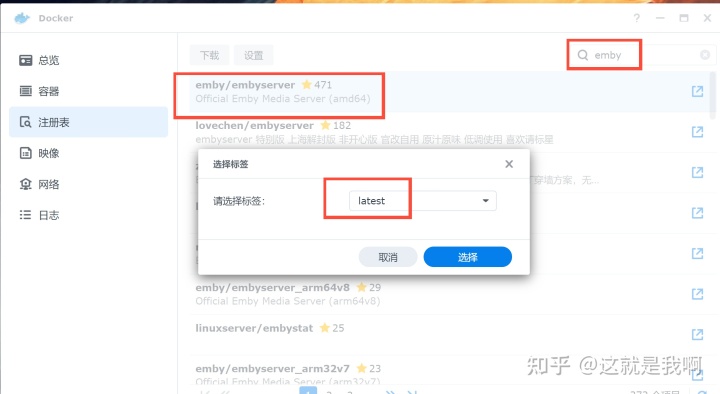 Docker
总览
容器
注册表
映像
网络
日志
下载
设置
emby
emby/embyserver 471
Official Emby Media Server (amd64)
lovechen/embyserver 182
embyserver 特别版 上海解封版 非开心版 官改自用 原汁原味 低调使用 喜欢请标星
穿墙方案，无...
选择标签
请选择标签：
latest
取消
选择
emby/embyserver_arm64v8 29
Official Emby Media Server (arm64v8)
linuxserver/embystat 25
emby/embyserver_arm32v7 23
Official Emby Media Server (arm32v7)
知乎 @这就是我啊